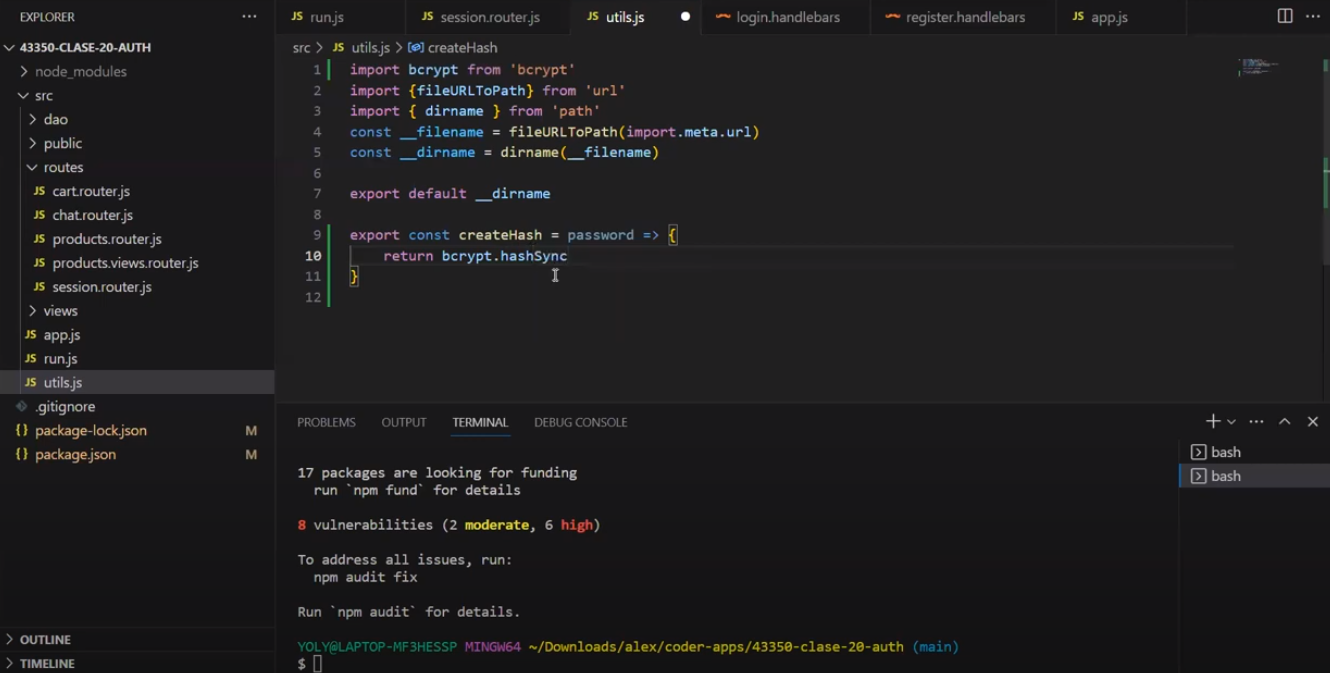 EXPLORER ...
43350-CLASE-20-AUTH
node_modules
src
dao
public
routes
JS cart.router.js
JS chat.router.js
JS products.router.js
JS products.views.router.js
JS session.router.js
views
JS app.js
JS run.js
JS utils.js
.gitignore
{} package-lock.json M
{} package.json M
OUTLINE
TIMELINE
JS run.js JS session.router.js JS utils.js login.handlebars register.handlebars JS app.js
src > JS utils.js > createHash
1 import bcrypt from 'bcrypt'
2 import {fileURLToPath} from 'url'
3 import { dirname } from 'path'
4 const __filename = fileURLToPath(import.meta.url)
5 const __dirname = dirname(__filename)
6
7 export default __dirname
8
9 export const createHash = password => {
10 return bcrypt.hashSync
11 }
12
PROBLEMS OUTPUT TERMINAL DEBUG CONSOLE
17 packages are looking for funding
run `npm fund` for details
8 vulnerabilities (2 moderate, 6 high)
To address all issues, run:
npm audit fix
Run `npm audit` for details.
YOLY@LAPTOP-MF3HESSP MINGW64 ~/Downloads/alex/coder-apps/43350-clase-20-auth (main)
$
bash
bash